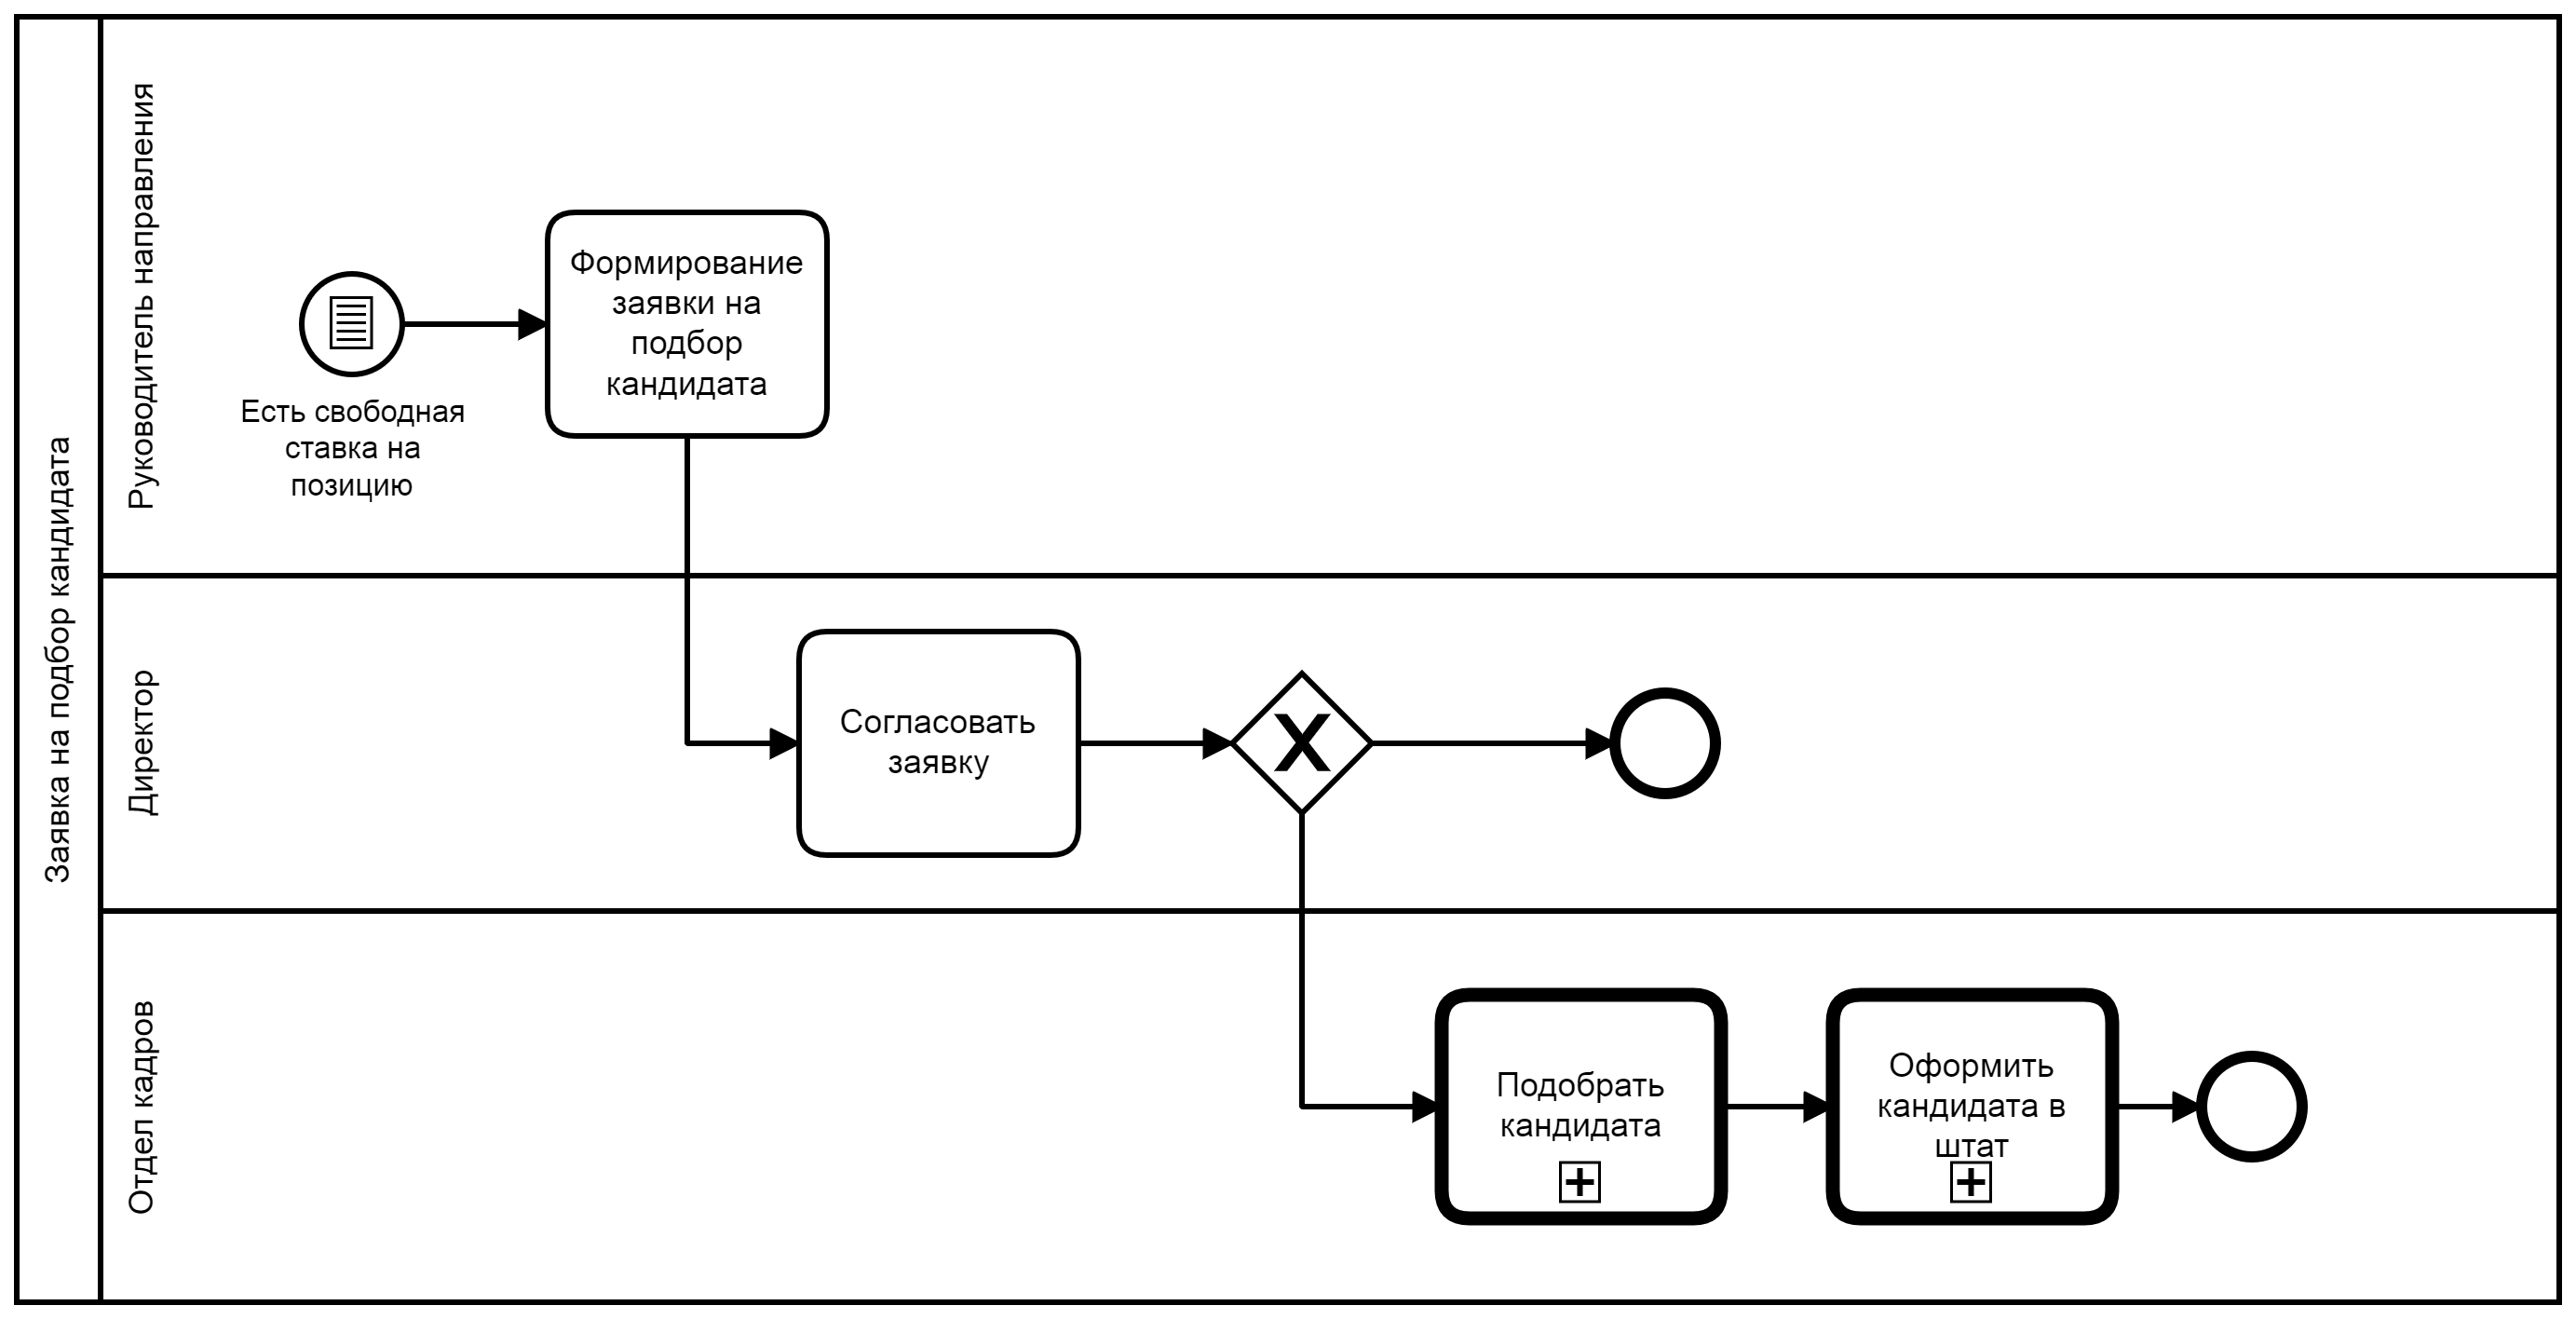 Заявка на подбор кандидата
Руководитель направления
Есть свободная
ставка на
позицию
Формирование
заявки на
подбор
кандидата
Директор
Согласовать
заявку
X
Отдел кадров
Подобрать
кандидата
Оформить
кандидата в
штат